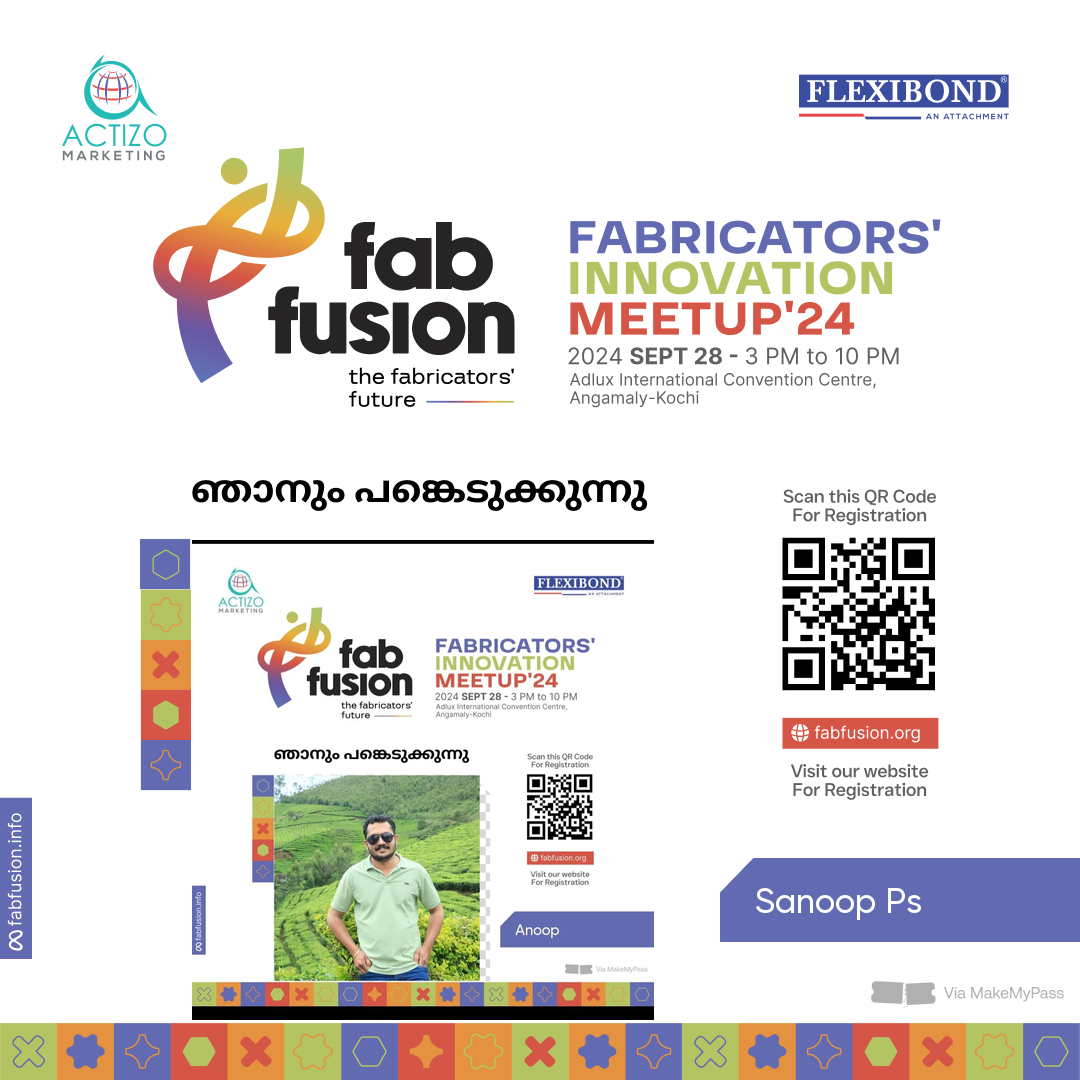 ACTIZO
MARKETING
FLEXIBOND®
AN ATTACHMENT
fab
fusion
the fabricators'
future
FABRICATORS'
INNOVATION
MEETUP'24
2024 SEPT 28 - 3 PM to 10 PM
Adlux International Convention Centre,
Angamaly-Kochi
ഞാനും പങ്കെടുക്കുന്നു
Scan this QR Code
For Registration
fabfusion.org
Visit our website
For Registration
ACTIZO
MARKETING
FLEXIBOND
AN ATTACHMENT
fab
fusion
the fabricators'
future
FABRICATORS'
INNOVATION
MEETUP'24
2024 SEPT 28 - 3 PM to 10 PM
Adlux International Convention Centre,
Angamaly-Kochi
ഞാനും പങ്കെടുക്കുന്നു
Scan this QR Code
For Registration
fabfusion.org
Visit our website
For Registration
fabfusion.info
Anoop
Via MakeMyPass
fabfusion.info
Sanoop Ps
Via MakeMyPass